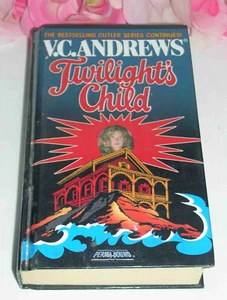 THE BESTSELLING CUTLER SERIES CONTINUES!
V.C. ANDREWS®
Twilight's
Child
PERMA-BOUND